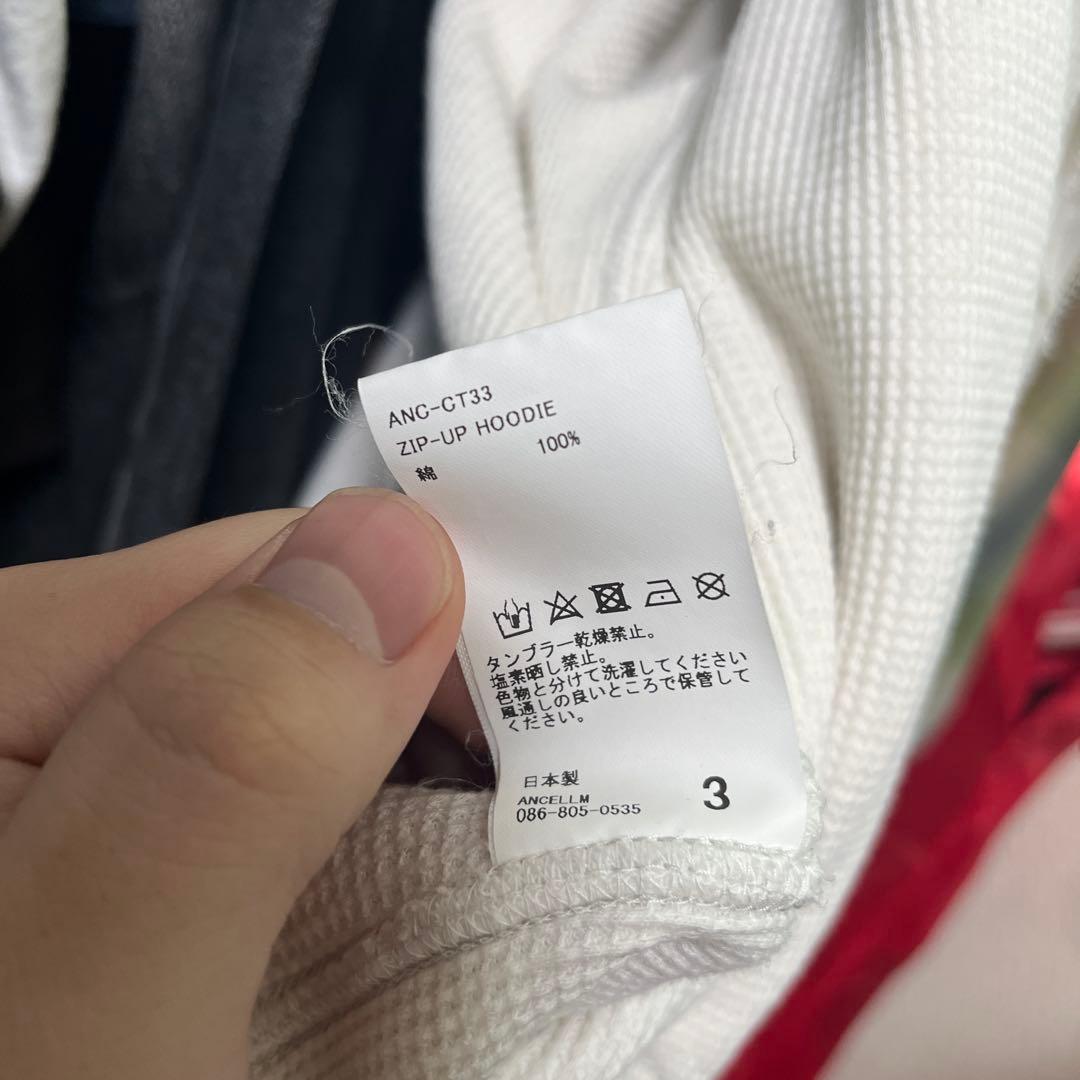 ANC-CT33
ZIP-UP HOODIE
綿 100%
タンブラー乾燥禁止。
塩素晒し禁止。
色物と分けて洗濯してください
風通しの良いところで保管して
ください。
日本製
ANCELLM
086-805-0535
3